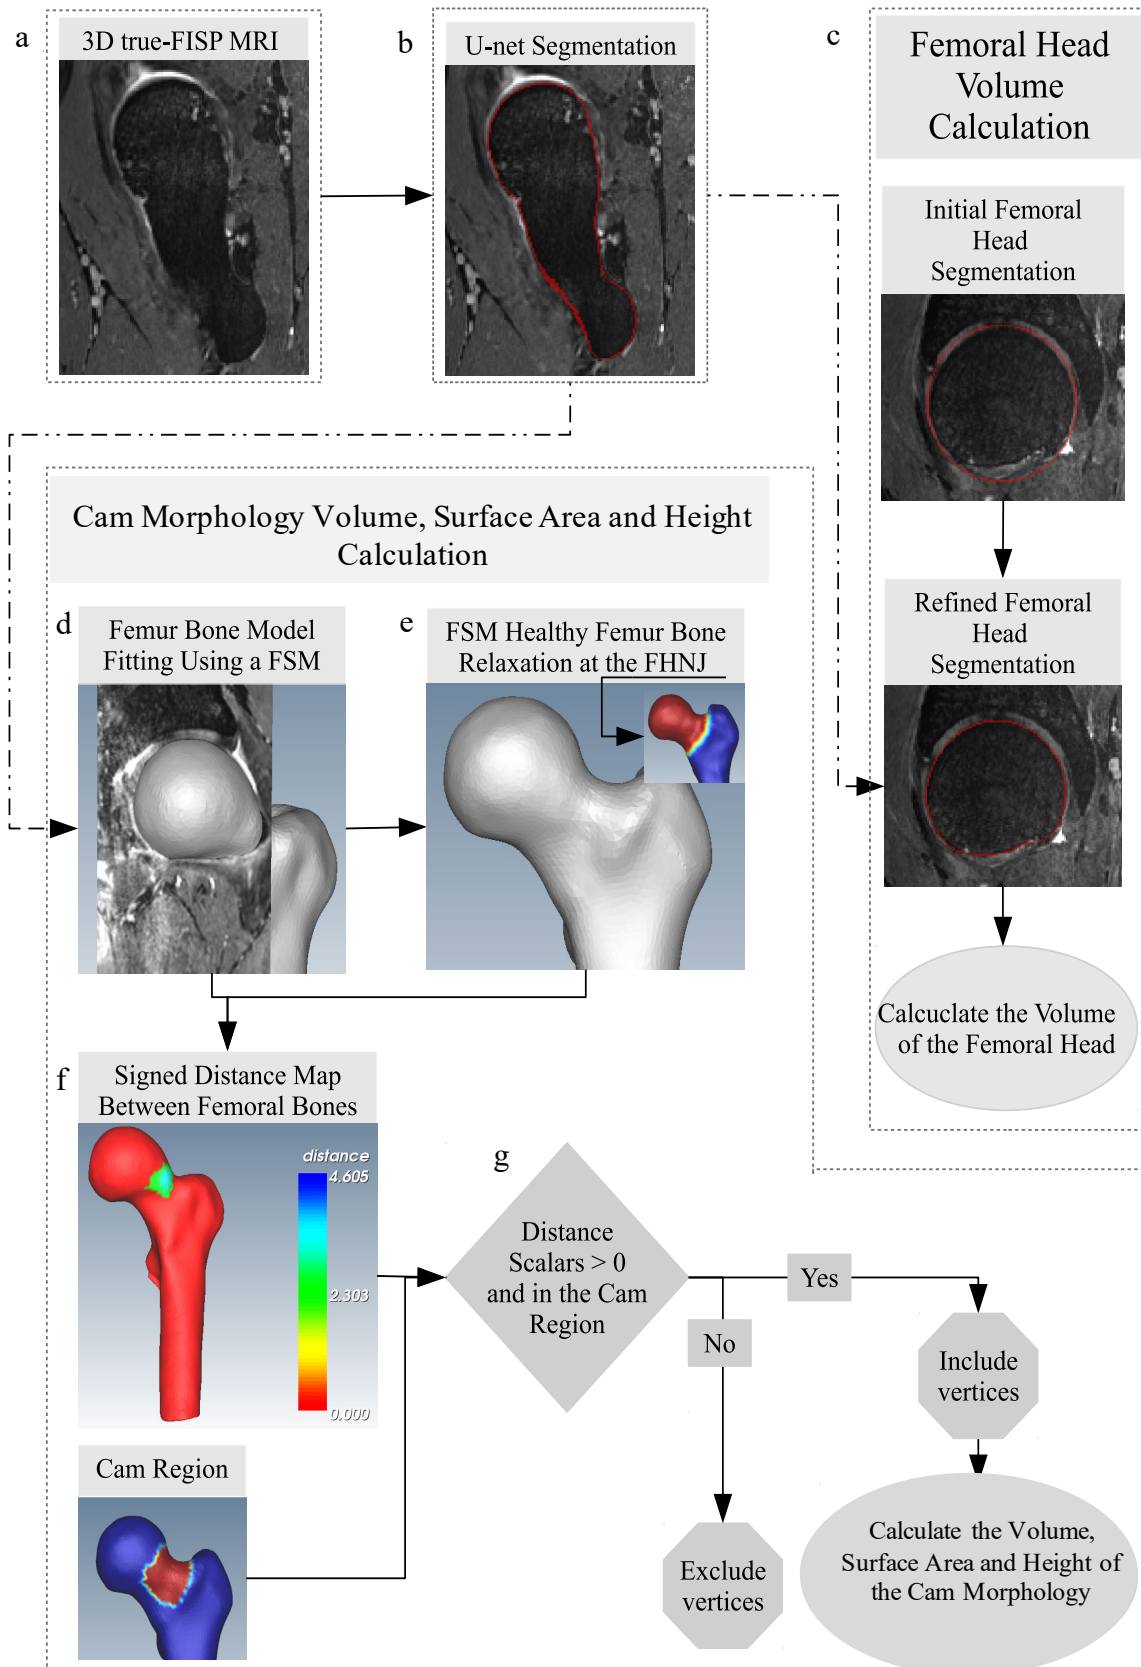 a
3D true-FISP MRI
b
U-net Segmentation
c
Femoral Head
Volume
Calculation
Initial Femoral
Head
Segmentation
Refined Femoral
Head
Segmentation
Calcuclate the Volume
of the Femoral Head
Cam Morphology Volume, Surface Area and Height
Calculation
d
Femur Bone Model
Fitting Using a FSM
e
FSM Healthy Femur Bone
Relaxation at the FHNJ
f
Signed Distance Map
Between Femoral Bones
distance
4.605
2.303
0.000
Cam Region
g
Distance
Scalars > 0
and in the Cam
Region
Yes
No
Include
vertices
Exclude
vertices
Calculate the Volume,
Surface Area and Height of
the Cam Morphology